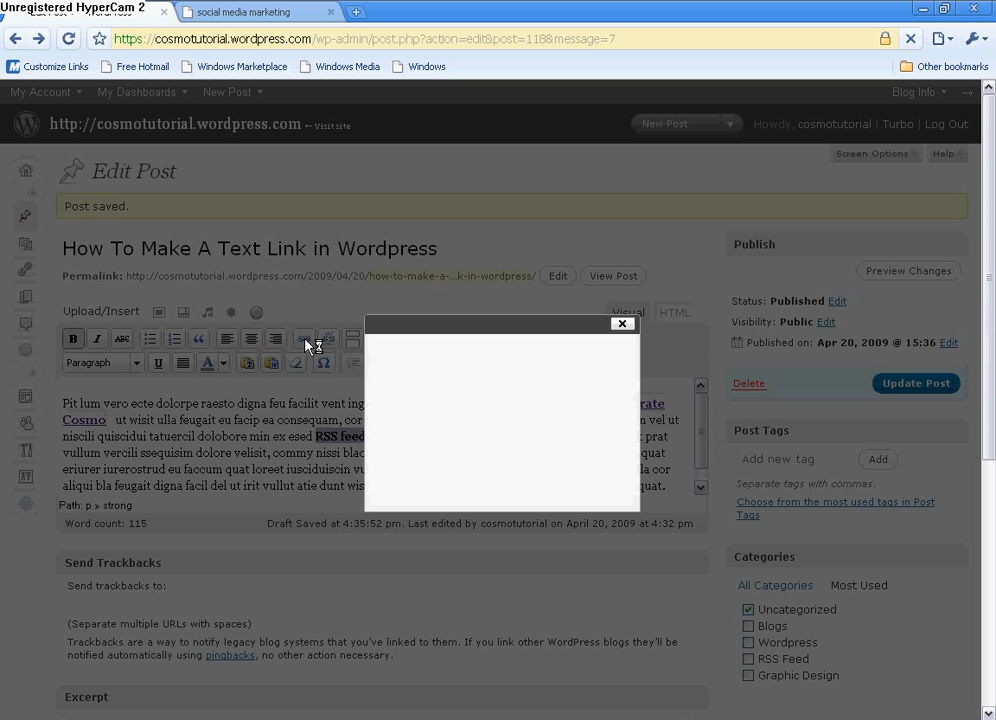 Unregistered HyperCam 2
social media marketing
https://cosmotutorial.wordpress.com/wp-admin/post.php?action=edit&post=118&message=7
Customize Links Free Hotmail Windows Marketplace Windows Media Windows Other bookmarks
My Account My Dashboards New Post Blog Info
http://cosmotutorial.wordpress.com ← Visit site New Post Howdy, cosmotutorial | Turbo | Log Out
Screen Options Help
Edit Post
Post saved.
How To Make A Text Link in Wordpress
Permalink: http://cosmotutorial.wordpress.com/2009/04/20/how-to-make-a-...k-in-wordpress/ Edit View Post
Upload/Insert Visual HTML
B I ABC
Paragraph U A Ω
Pit lum vero ecte dolorpe raesto digna feu facilit vent ing rate
Cosmo ut wisit ulla feugait eu facip ea consequam, cor m vel ut
niscili quiscidui tatuercil dolobore min ex esed RSS feed prat
vullum vercili ssequisim dolore velisit, commy nissi blac quat
eriurer iurerostrud eu faccum quat loreet iusciduiscin vu la cor
aliqui bla feugait digna facil del ut irit vullut atie dunt wis quat.
Path: p » strong
Word count: 115 Draft Saved at 4:35:52 pm. Last edited by cosmotutorial on April 20, 2009 at 4:32 pm
Send Trackbacks
Send trackbacks to:
(Separate multiple URLs with spaces)
Trackbacks are a way to notify legacy blog systems that you've linked to them. If you link other WordPress blogs they'll be
notified automatically using pingbacks, no other action necessary.
Excerpt
Publish
Preview Changes
Status: Published Edit
Visibility: Public Edit
Published on: Apr 20, 2009 @ 15:36 Edit
Delete Update Post
Post Tags
Add new tag Add
Separate tags with commas.
Choose from the most used tags in Post
Tags
Categories
All Categories Most Used
Uncategorized
Blogs
Wordpress
RSS Feed
Graphic Design